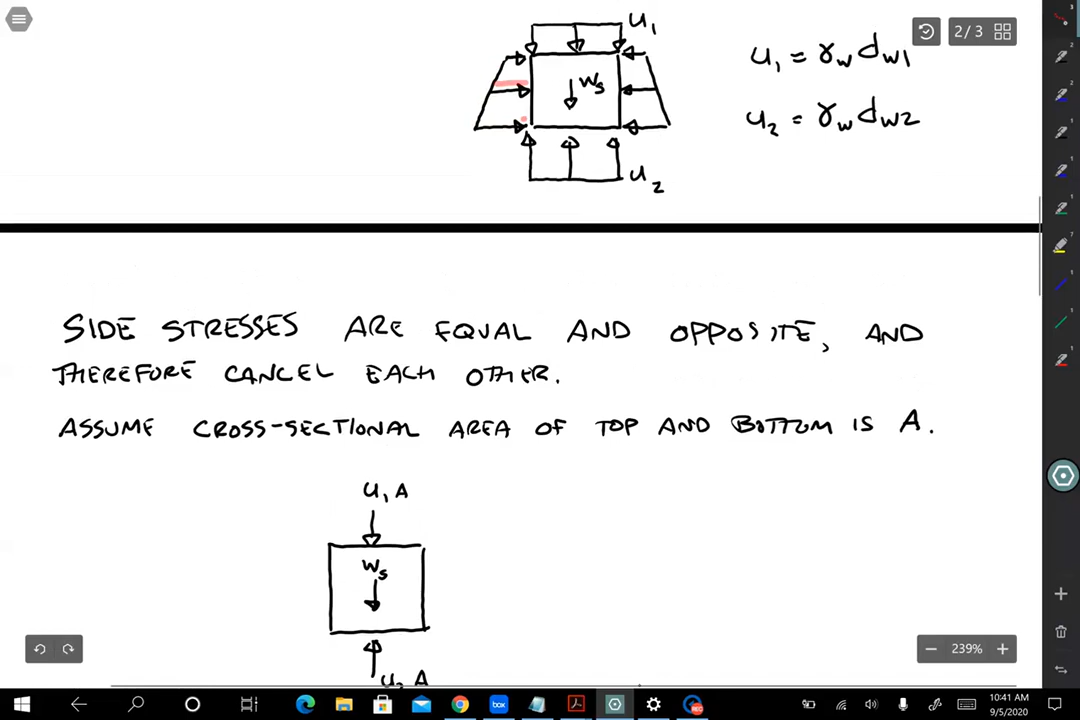 u₁
2/3
u₁ = γw dw1
Ws
u₂ = γw dw2
u₂
SIDE STRESSES ARE EQUAL AND OPPOSITE, AND
THEREFORE CANCEL EACH OTHER.
ASSUME CROSS-SECTIONAL AREA OF TOP AND BOTTOM IS A.
u₁ A
Ws
u₂ A
239%
10:41 AM
9/5/2020